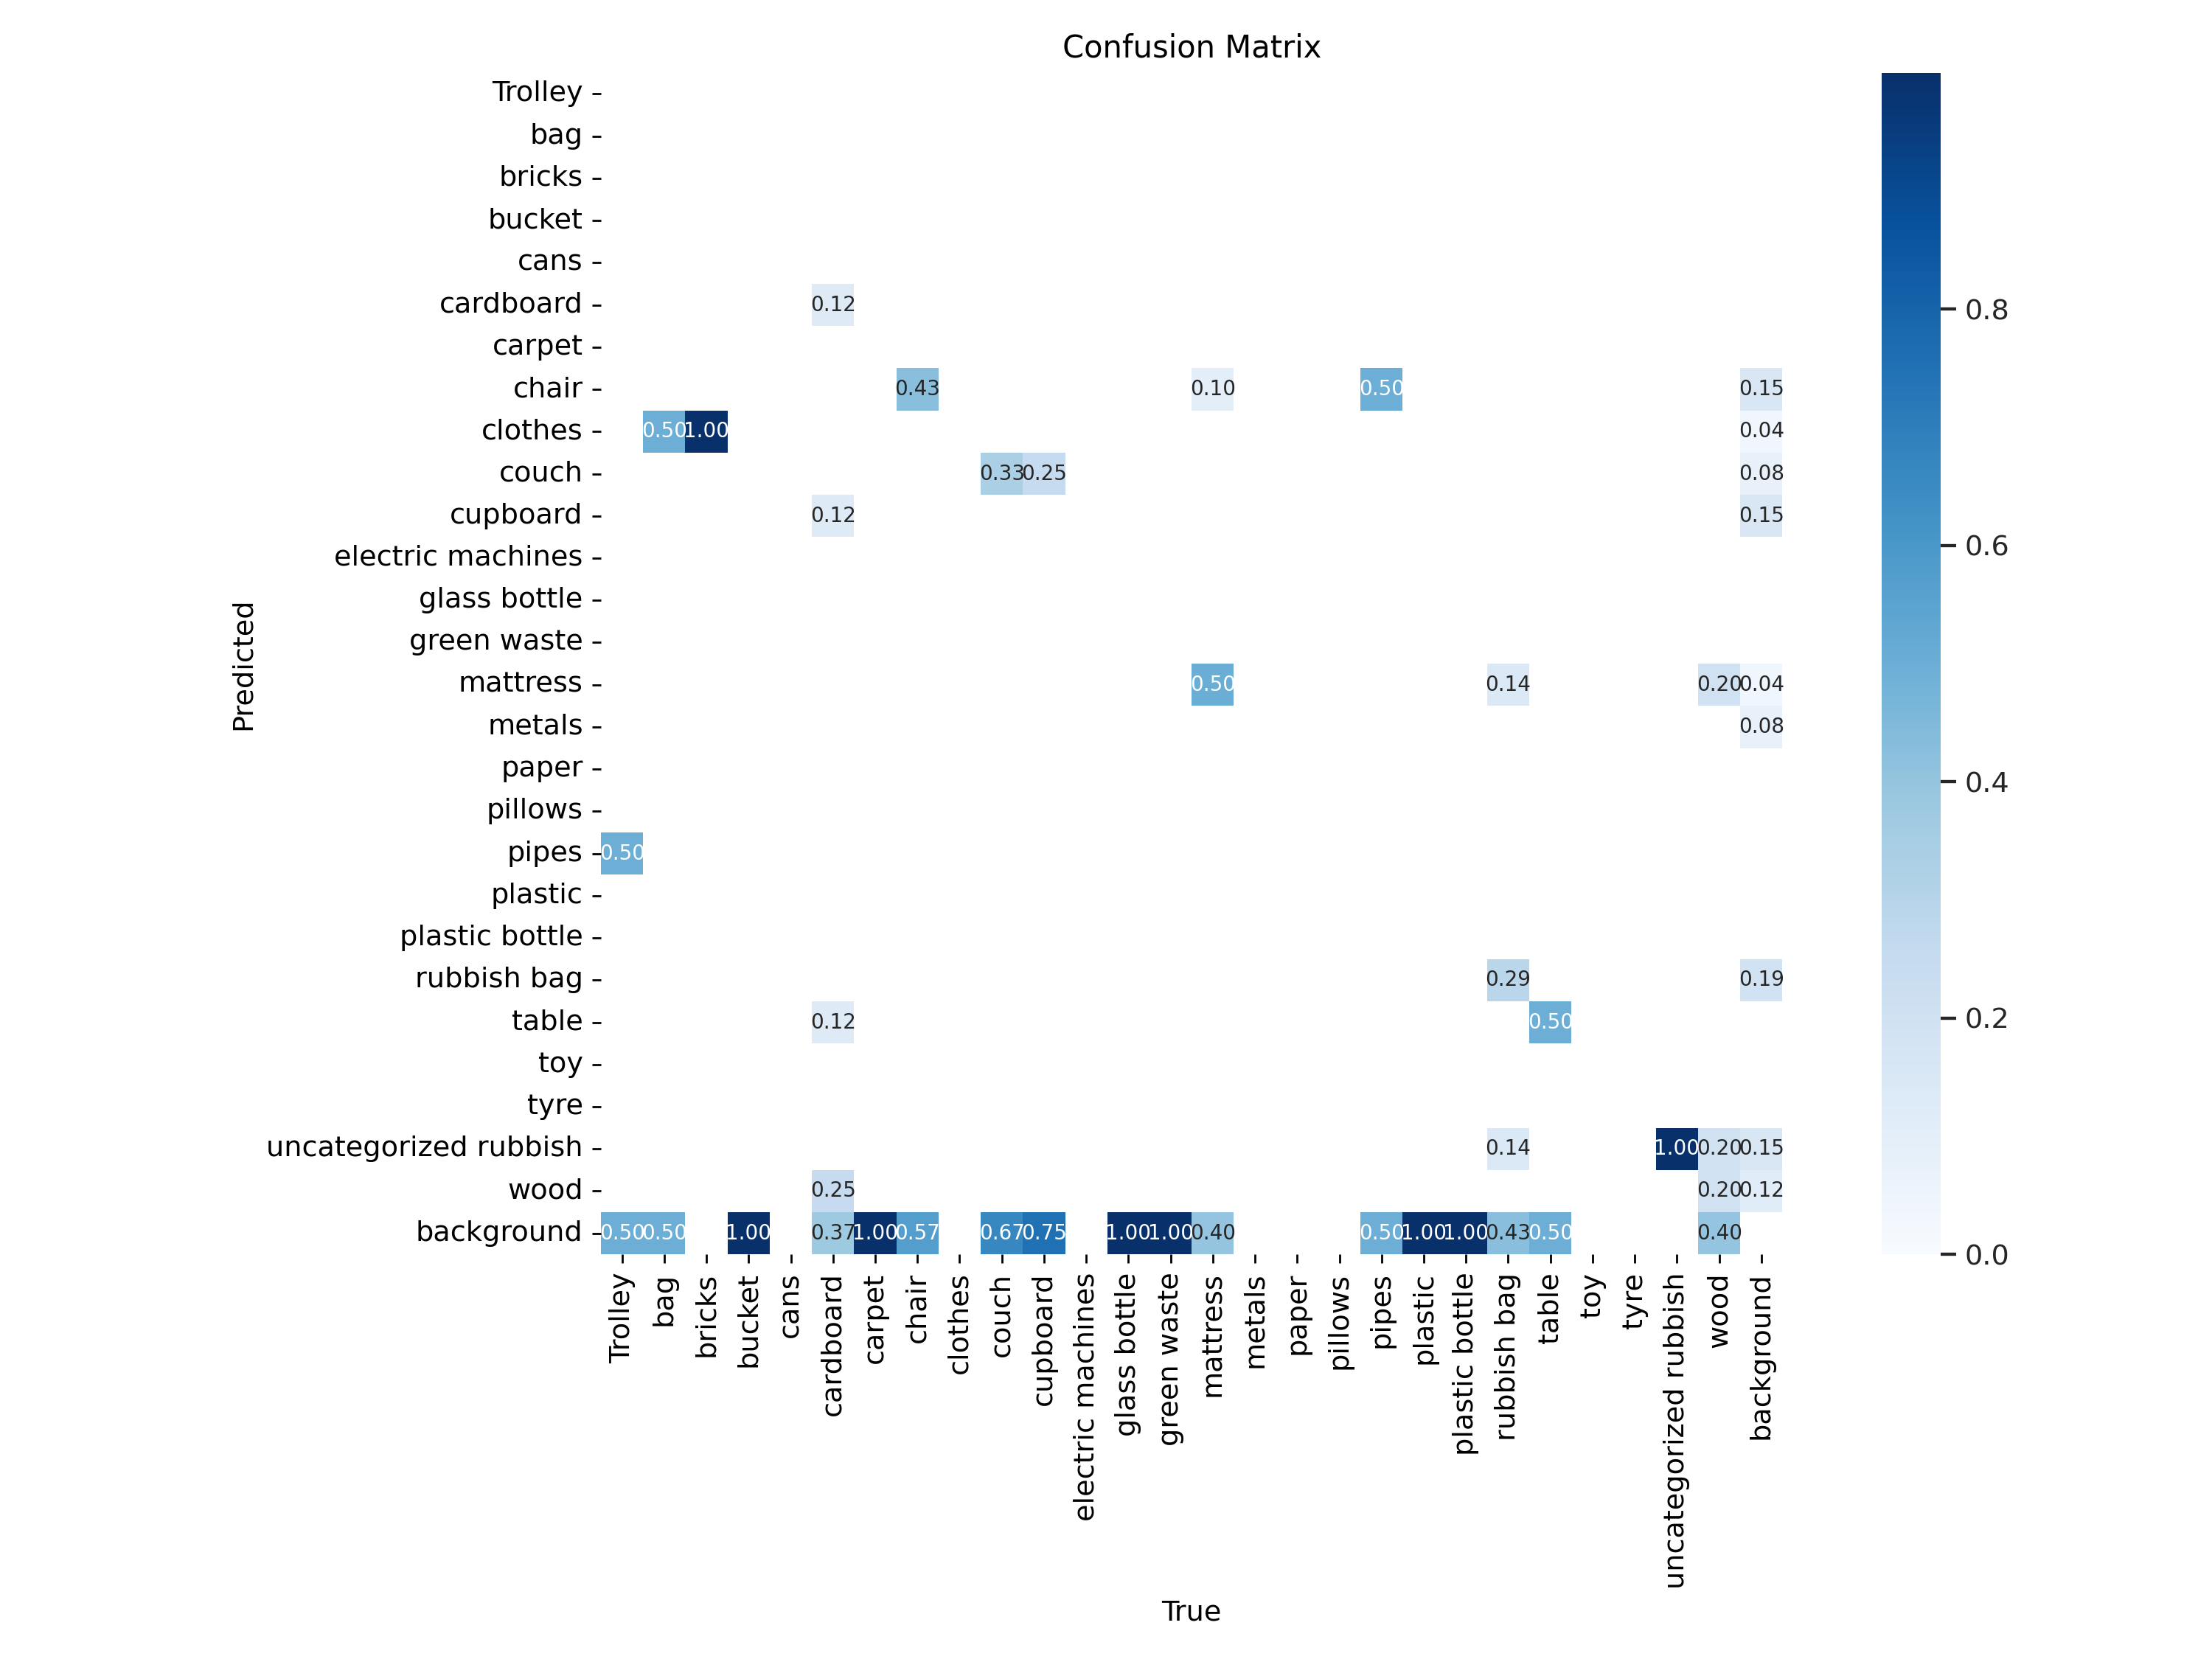 Confusion Matrix
Trolley
bag
bricks
bucket
cans
cardboard 0.12
carpet
chair 0.43 0.10 0.50 0.15
clothes 0.50 1.00 0.04
couch 0.33 0.25 0.08
cupboard 0.12 0.15
electric machines
glass bottle
green waste
mattress 0.50 0.14 0.20 0.04
metals 0.08
paper
pillows
pipes 0.50
plastic
plastic bottle
rubbish bag 0.29 0.19
table 0.12 0.50
toy
tyre
uncategorized rubbish 0.14 1.00 0.20 0.15
wood 0.25 0.20 0.12
background 0.50 0.50 1.00 0.37 1.00 0.57 0.67 0.75 1.00 1.00 0.40 0.50 1.00 1.00 0.43 0.50 0.40
Predicted
Trolley
bag
bricks
bucket
cans
cardboard
carpet
chair
clothes
couch
cupboard
electric machines
glass bottle
green waste
mattress
metals
paper
pillows
pipes
plastic
plastic bottle
rubbish bag
table
toy
tyre
uncategorized rubbish
wood
background
True
0.8
0.6
0.4
0.2
0.0